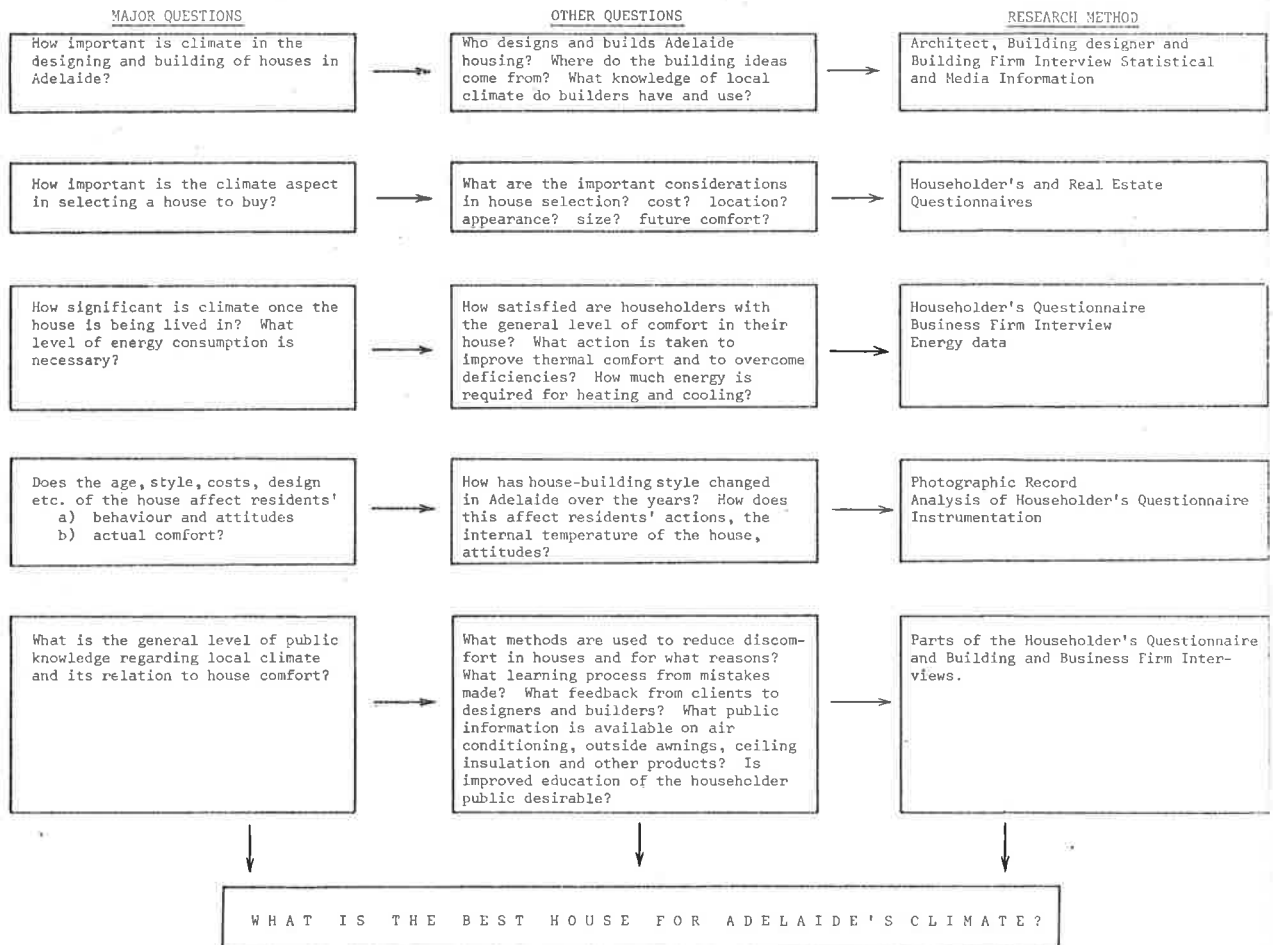 MAJOR QUESTIONS
OTHER QUESTIONS
RESEARCH METHOD
How important is climate in the
designing and building of houses in
Adelaide?
Who designs and builds Adelaide
housing? Where do the building ideas
come from? What knowledge of local
climate do builders have and use?
Architect, Building designer and
Building Firm Interview Statistical
and Media Information
How important is the climate aspect
in selecting a house to buy?
What are the important considerations
in house selection? cost? location?
appearance? size? future comfort?
Householder's and Real Estate
Questionnaires
How significant is climate once the
house is being lived in? What
level of energy consumption is
necessary?
How satisfied are householders with
the general level of comfort in their
house? What action is taken to
improve thermal comfort and to overcome
deficiencies? How much energy is
required for heating and cooling?
Householder's Questionnaire
Business Firm Interview
Energy data
Does the age, style, costs, design
etc. of the house affect residents'
a) behaviour and attitudes
b) actual comfort?
How has house-building style changed
in Adelaide over the years? How does
this affect residents' actions, the
internal temperature of the house,
attitudes?
Photographic Record
Analysis of Householder's Questionnaire
Instrumentation
What is the general level of public
knowledge regarding local climate
and its relation to house comfort?
What methods are used to reduce discom-
fort in houses and for what reasons?
What learning process from mistakes
made? What feedback from clients to
designers and builders? What public
information is available on air
conditioning, outside awnings, ceiling
insulation and other products? Is
improved education of the householder
public desirable?
Parts of the Householder's Questionnaire
and Building and Business Firm Inter-
views.
WHAT IS THE BEST HOUSE FOR ADELAIDE'S CLIMATE?